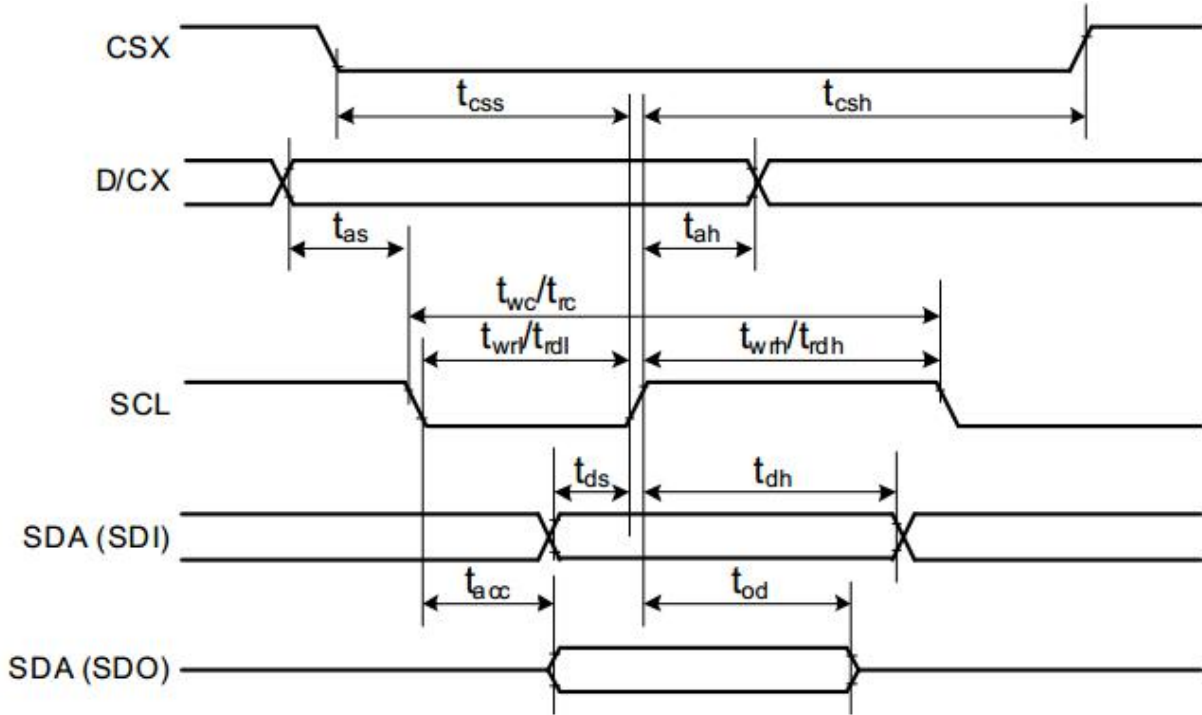 CSX
tcss tcsh
D/CX
tas tah
twc/trc
twrl/trdl twrh/trdh
SCL
tds tdh
SDA (SDI)
tacc tod
SDA (SDO)